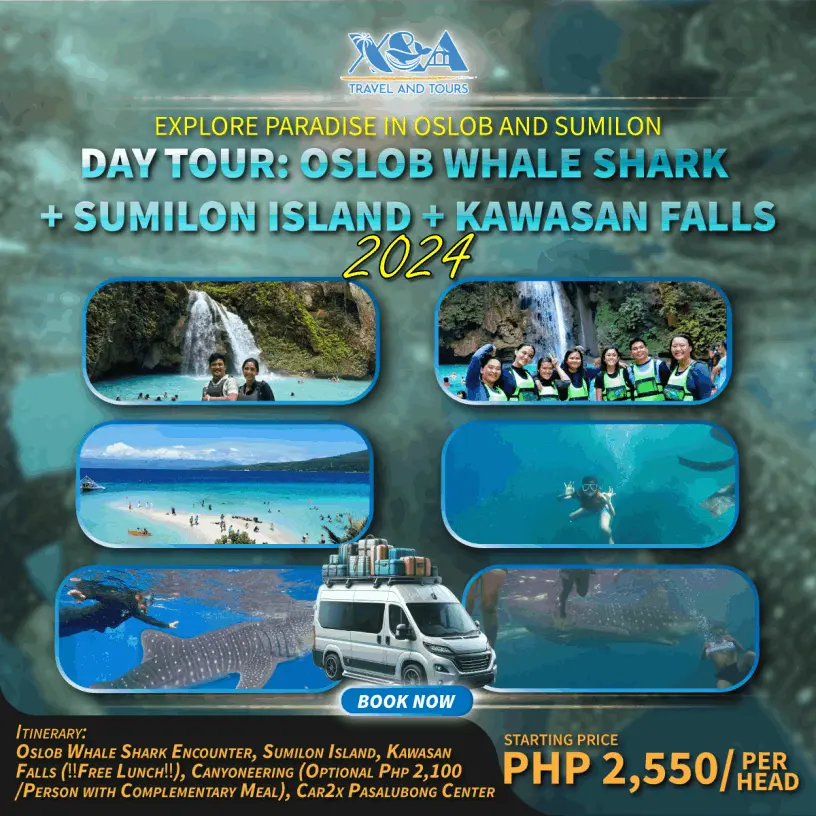 X&A
TRAVEL AND TOURS
EXPLORE PARADISE IN OSLOB AND SUMILON
DAY TOUR: OSLOB WHALE SHARK
+ SUMILON ISLAND + KAWASAN FALLS
2024
BOOK NOW
ITINERARY:
OSLOB WHALE SHARK ENCOUNTER, SUMILON ISLAND, KAWASAN
FALLS (!!FREE LUNCH!!), CANYONEERING (OPTIONAL PHP 2,100
/PERSON WITH COMPLEMENTARY MEAL), CAR2X PASALUBONG CENTER
STARTING PRICE
PHP 2,550/PER
HEAD